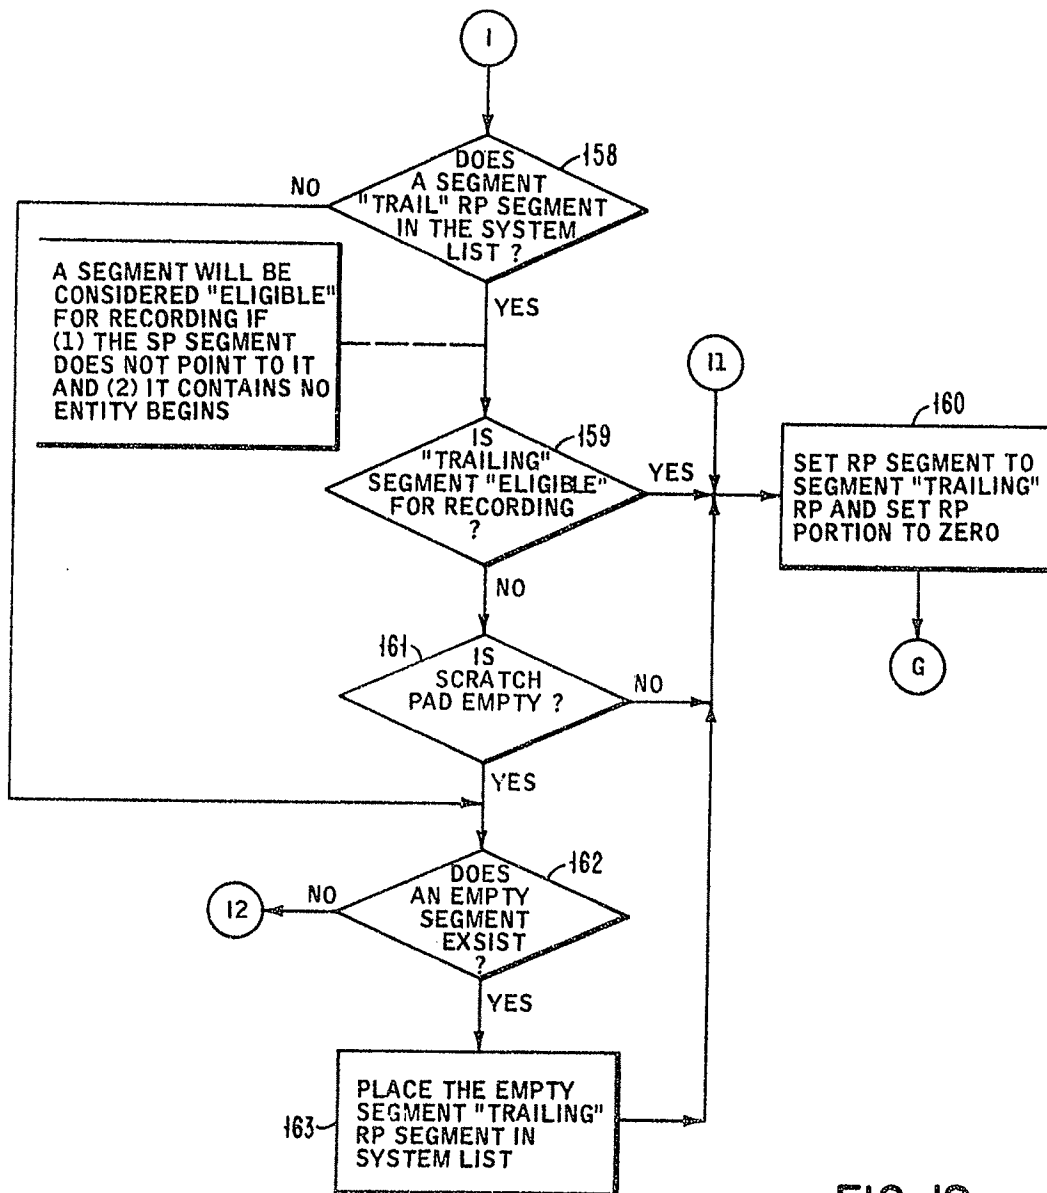 I
158
DOES
A SEGMENT
"TRAIL" RP SEGMENT
IN THE SYSTEM
LIST ?
NO
YES
A SEGMENT WILL BE
CONSIDERED "ELIGIBLE"
FOR RECORDING IF
(1) THE SP SEGMENT
DOES NOT POINT TO IT
AND (2) IT CONTAINS NO
ENTITY BEGINS
I1
159
IS
"TRAILING"
SEGMENT "ELIGIBLE"
FOR RECORDING
?
YES
NO
160
SET RP SEGMENT TO
SEGMENT "TRAILING"
RP AND SET RP
PORTION TO ZERO
G
161
IS
SCRATCH
PAD EMPTY ?
NO
YES
162
DOES
AN EMPTY
SEGMENT
EXSIST
?
NO
I2
YES
163
PLACE THE EMPTY
SEGMENT "TRAILING"
RP SEGMENT IN
SYSTEM LIST